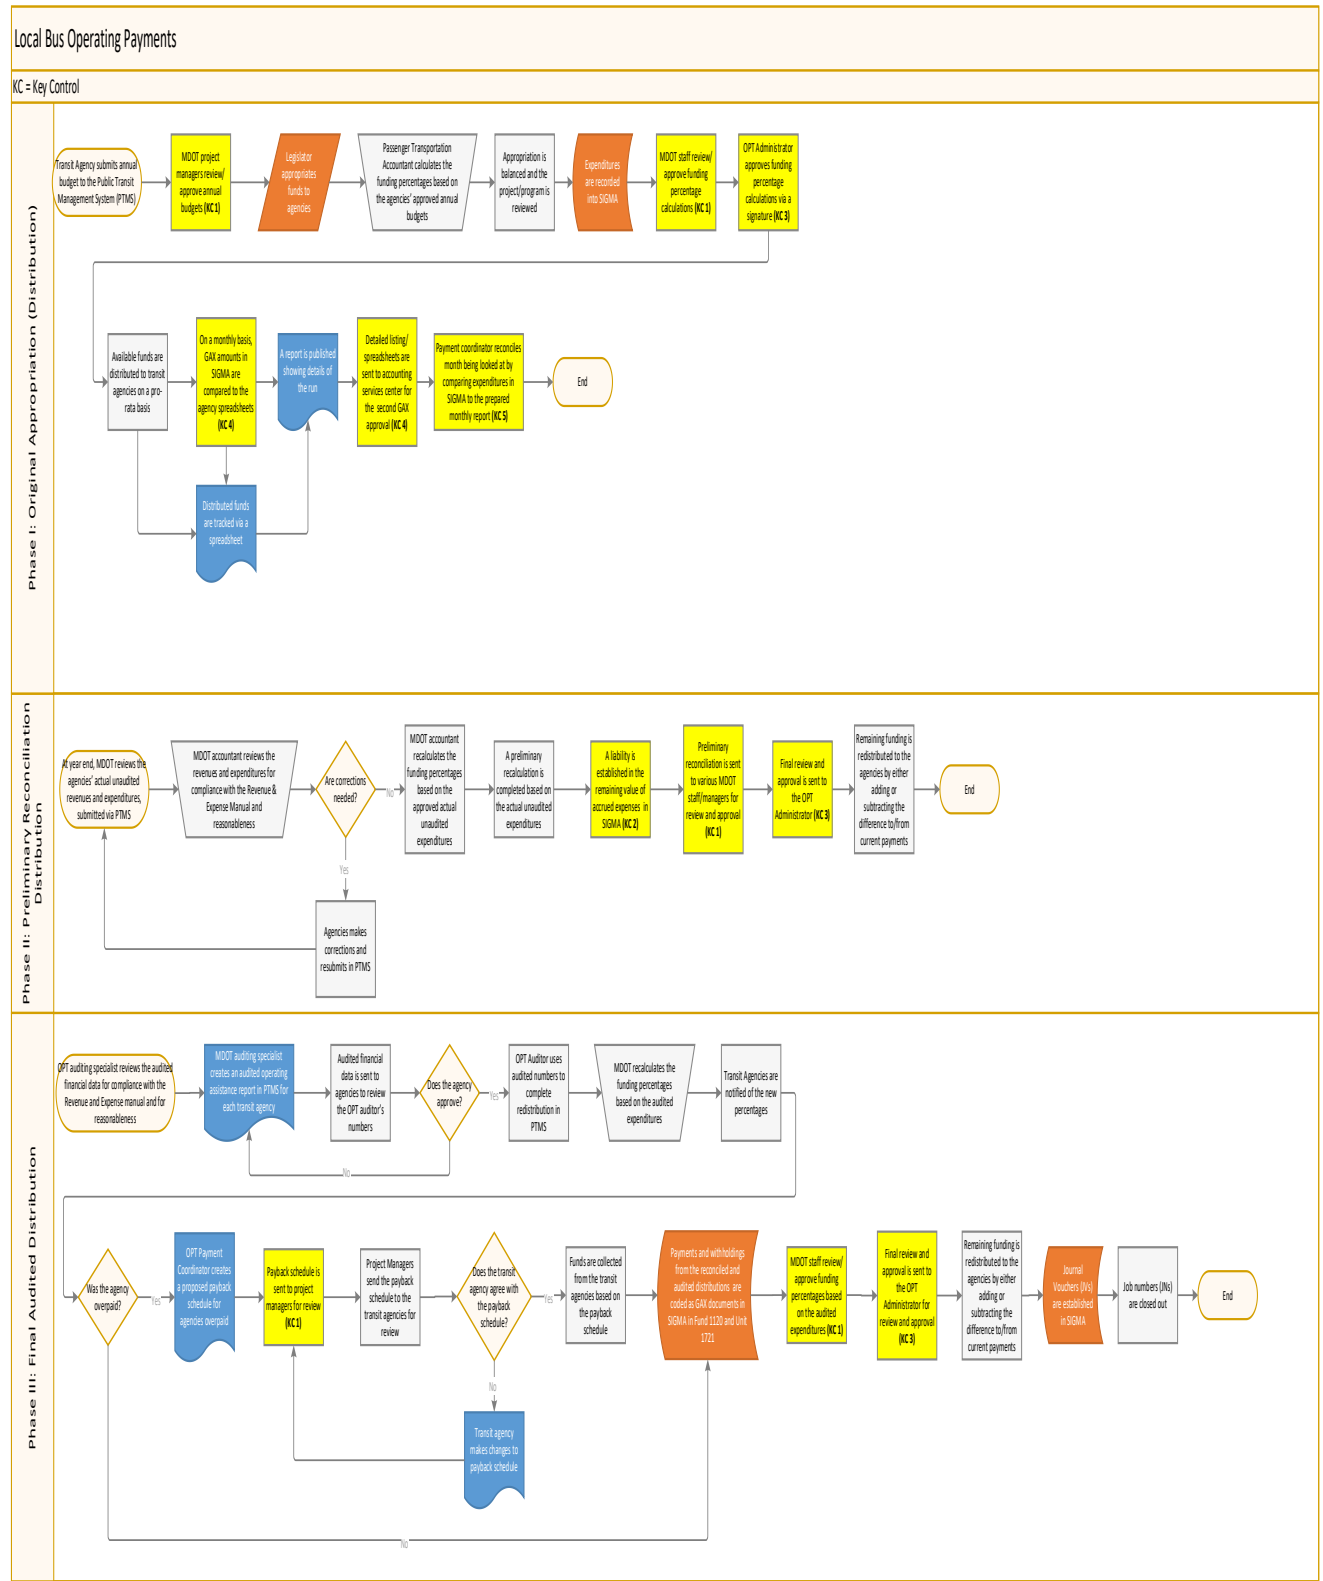 Local Bus Operating Payments
KC = Key Control
Phase I: Original Appropriation (Distribution)
Transit Agency submits annual
budget to the Public Transit
Management System (PTMS)
MDOT project
managers review/
approve annual
budgets (KC 1)
Legislator
appropriates
funds to
agencies
Passenger Transportation
Accountant calculates the
funding percentages based on
the agencies' approved annual
budgets
Appropriation is
balanced and the
project/program is
reviewed
Expenditures
are recorded
into SIGMA
MDOT staff review/
approve funding
percentage
calculations (KC 1)
OPT Administrator
approves funding
percentage
calculations via a
signature (KC 3)
Available funds are
distributed to transit
agencies on a pro-
rata basis
On a monthly basis,
GAX amounts in
SIGMA are
compared to the
agency spreadsheets
(KC 4)
A report is published
showing details of
the run
Detailed listing/
spreadsheets are
sent to accounting
services center for
the second GAX
approval (KC 4)
Payment coordinator reconciles
month being looked at by
comparing expenditures in
SIGMA to the prepared
monthly report (KC 5)
End
Distributed funds
are tracked via a
spreadsheet
Phase II: Preliminary Reconciliation
Distribution
At year end, MDOT reviews the
agencies' actual unaudited
revenues and expenditures,
submitted via PTMS
MDOT accountant reviews the
revenues and expenditures for
compliance with the Revenue &
Expense Manual and
reasonableness
Are corrections
needed?
No
MDOT accountant
recalculates the
funding percentages
based on the
approved actual
unaudited
expenditures
A preliminary
recalculation is
completed based on
the actual unaudited
expenditures
A liability is
established in the
remaining value of
accrued expenses in
SIGMA (KC 2)
Preliminary
reconciliation is sent
to various MDOT
staff/managers for
review and approval
(KC 1)
Final review and
approval is sent to
the OPT
Administrator (KC 3)
Remaining funding is
redistributed to the
agencies by either
adding or
subtracting the
difference to/from
current payments
End
Yes
Agencies makes
corrections and
resubmits in PTMS
Phase III: Final Audited Distribution
OPT auditing specialist reviews the audited
financial data for compliance with the
Revenue and Expense manual and for
reasonableness
MDOT auditing specialist
creates an audited operating
assistance report in PTMS for
each transit agency
Audited financial
data is sent to
agencies to review
the OPT auditor's
numbers
Does the agency
approve?
Yes
OPT Auditor uses
audited numbers to
complete
redistribution in
PTMS
MDOT recalculates the
funding percentages
based on the audited
expenditures
Transit Agencies are
notified of the new
percentages
No
Was the agency
overpaid?
Yes
OPT Payment
Coordinator creates
a proposed payback
schedule for
agencies overpaid
Payback schedule is
sent to project
managers for review
(KC 1)
Project Managers
send the payback
schedule to the
transit agencies for
review
Does the transit
agency agree with
the payback
schedule?
Yes
Funds are collected
from the transit
agencies based on
the payback
schedule
Payments and withholdings
from the reconciled and
audited distributions are
coded as GAX documents in
SIGMA in Fund 1120 and Unit
1721
MDOT staff review/
approve funding
percentages based
on the audited
expenditures (KC 1)
Final review and
approval is sent to
the OPT
Administrator for
review and approval
(KC 3)
Remaining funding is
redistributed to the
agencies by either
adding or
subtracting the
difference to/from
current payments
Journal
Vouchers (JVs)
are established
in SIGMA
Job numbers (JNs)
are closed out
End
No
Transit agency
makes changes to
payback schedule
No